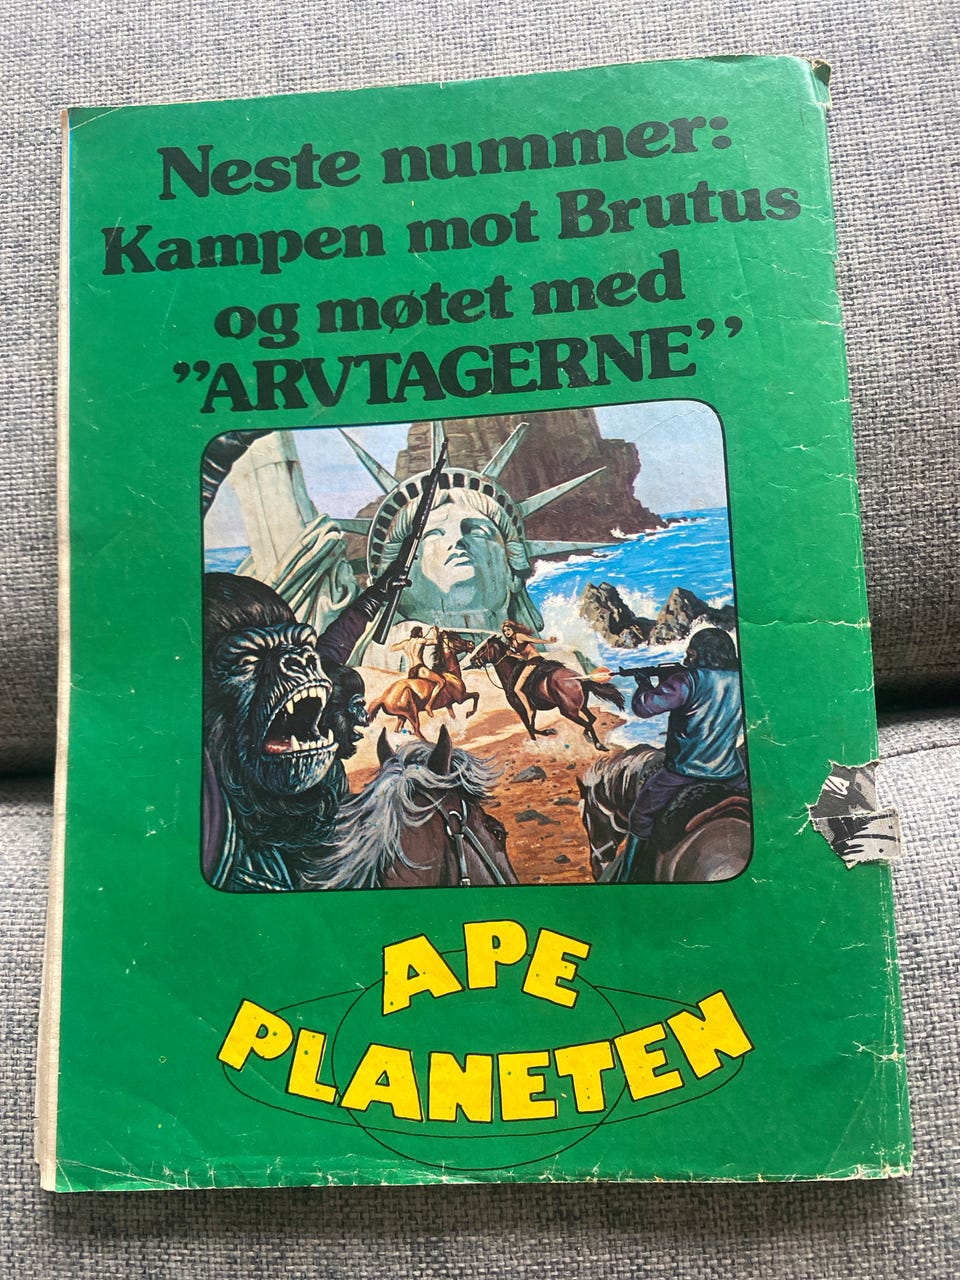 Neste nummer:
Kampen mot Brutus
og møtet med
”ARVTAGERNE”
APE
PLANETEN